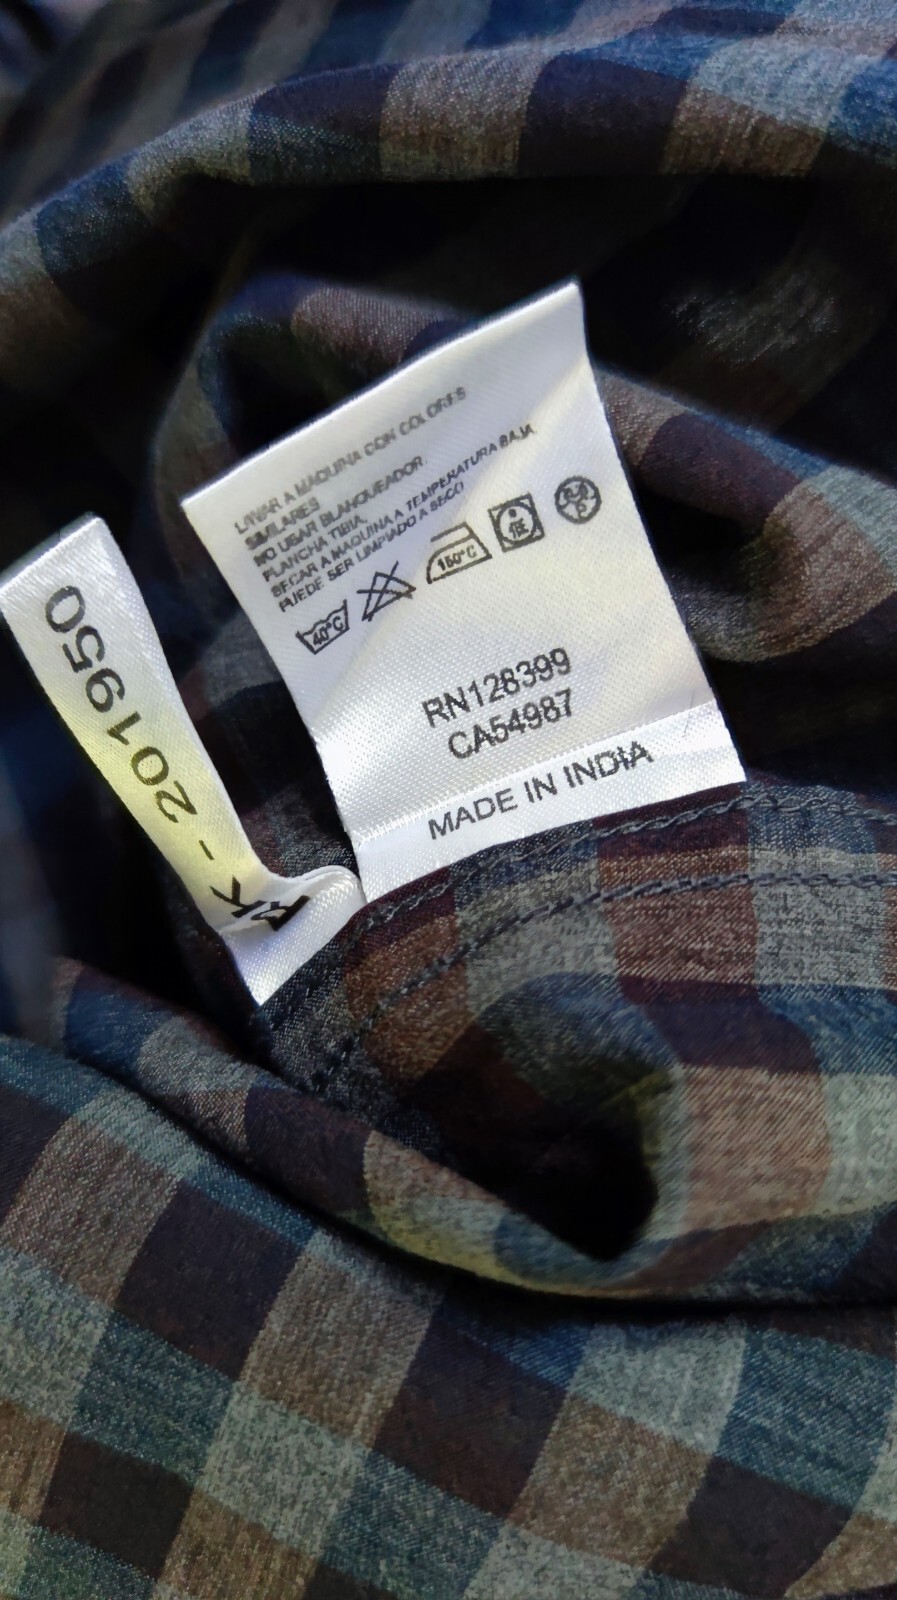 LAVAR A MAQUINA CON COLORES
SIMILARES
NO USAR BLANQUEADOR.
PLANCHA TIBIA.
SECAR A MAQUINA A TEMPERATURA BAJA
PUEDE SER LIMPIADO A SECO
40°C
150°C
RN128399
CA54987
MADE IN INDIA
RK - 201950